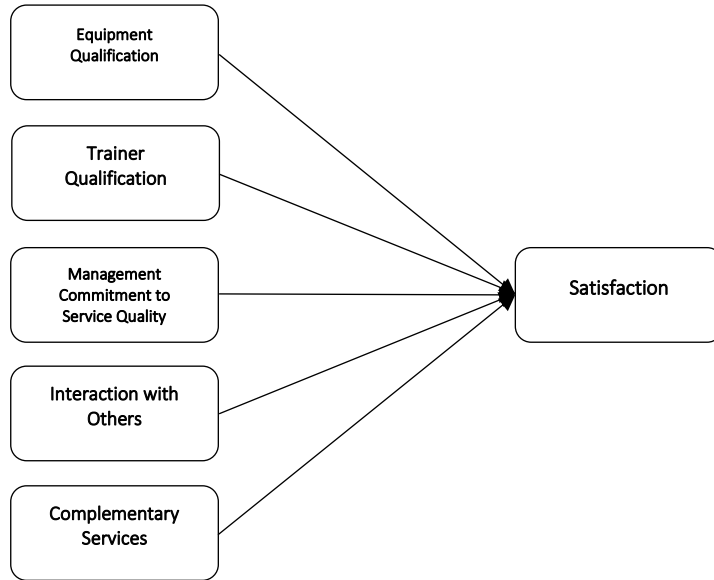 Equipment
Qualification
Trainer
Qualification
Management
Commitment to
Service Quality
Satisfaction
Interaction with
Others
Complementary
Services